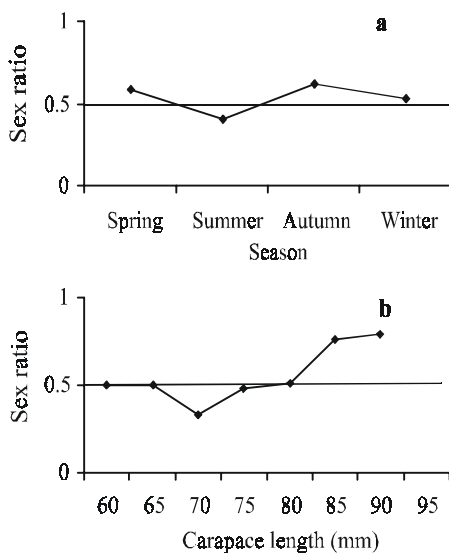 a
Sex ratio
1
0.5
0
Spring Summer Autumn Winter
Season
b
Sex ratio
1
0.5
0
60 65 70 75 80 85 90 95
Carapace length (mm)